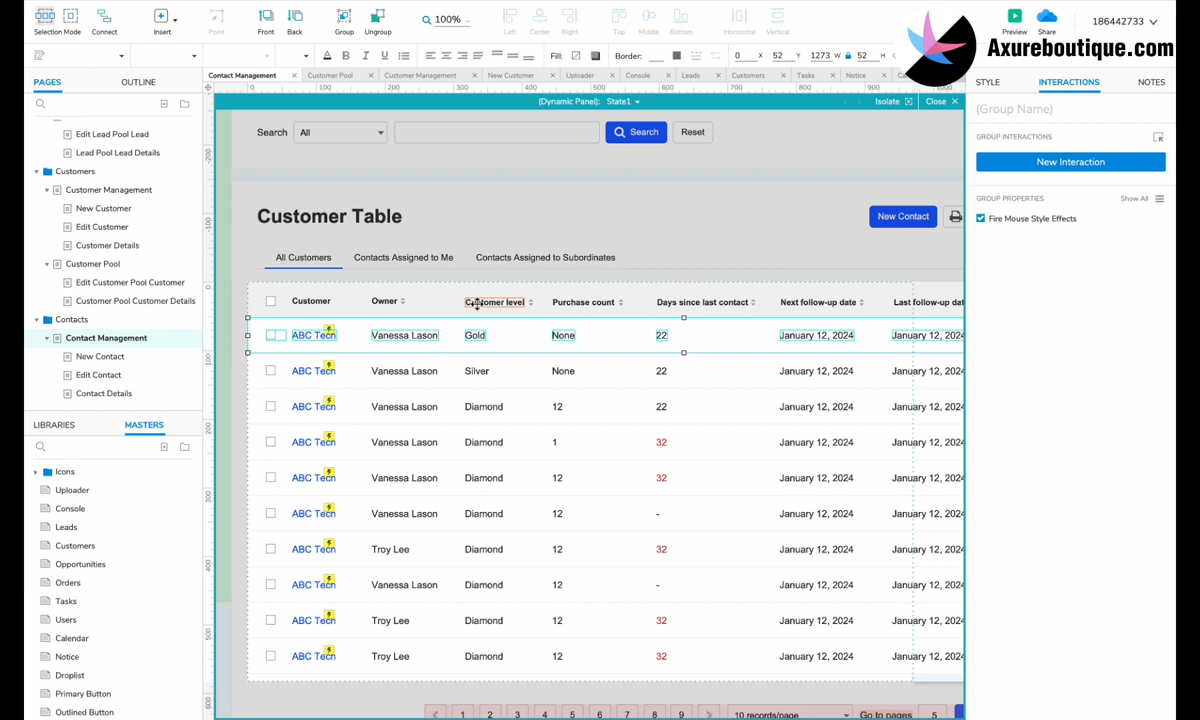 Selection Mode Connect Insert Point Front Back Group Ungroup 100% Left Center Right Top Middle Bottom Horizontal Vertical Preview Share 186442733
Axureboutique.com
Fill: Border: 0 X 52 Y 1273 W 52 H
PAGES OUTLINE
Contact Management Customer Pool Customer Management New Customer Uploader Console Leads Customers Tasks Notice
STYLE INTERACTIONS NOTES
0 100 200 300 400 500 600 700 800 900
(Dynamic Panel): State1 Isolate Close
(Group Name)
GROUP INTERACTIONS
New Interaction
GROUP PROPERTIES Show All
Fire Mouse Style Effects
Edit Lead Pool Lead
Lead Pool Lead Details
Customers
Customer Management
New Customer
Edit Customer
Customer Details
Customer Pool
Edit Customer Pool Customer
Customer Pool Customer Details
Contacts
Contact Management
New Contact
Edit Contact
Contact Details
LIBRARIES MASTERS
Icons
Uploader
Console
Leads
Customers
Opportunities
Orders
Tasks
Users
Calendar
Notice
Droplist
Primary Button
Outlined Button
Search All Search Reset
Customer Table
New Contact
All Customers Contacts Assigned to Me Contacts Assigned to Subordinates
Customer Owner Customer level Purchase count Days since last contact Next follow-up date Last follow-up dat
ABC Tech Vanessa Lason Gold None 22 January 12, 2024 January 12, 2024
ABC Tech Vanessa Lason Silver None 22 January 12, 2024 January 12, 2024
ABC Tech Vanessa Lason Diamond 12 22 January 12, 2024 January 12, 2024
ABC Tech Vanessa Lason Diamond 1 32 January 12, 2024 January 12, 2024
ABC Tech Vanessa Lason Diamond 12 32 January 12, 2024 January 12, 2024
ABC Tech Vanessa Lason Diamond 12 - January 12, 2024 January 12, 2024
ABC Tech Troy Lee Diamond 12 32 January 12, 2024 January 12, 2024
ABC Tech Vanessa Lason Diamond 12 - January 12, 2024 January 12, 2024
ABC Tech Troy Lee Diamond 12 32 January 12, 2024 January 12, 2024
ABC Tech Troy Lee Diamond 12 32 January 12, 2024 January 12, 2024
1 2 3 4 5 6 7 8 9 10 records/page Go to pages 5